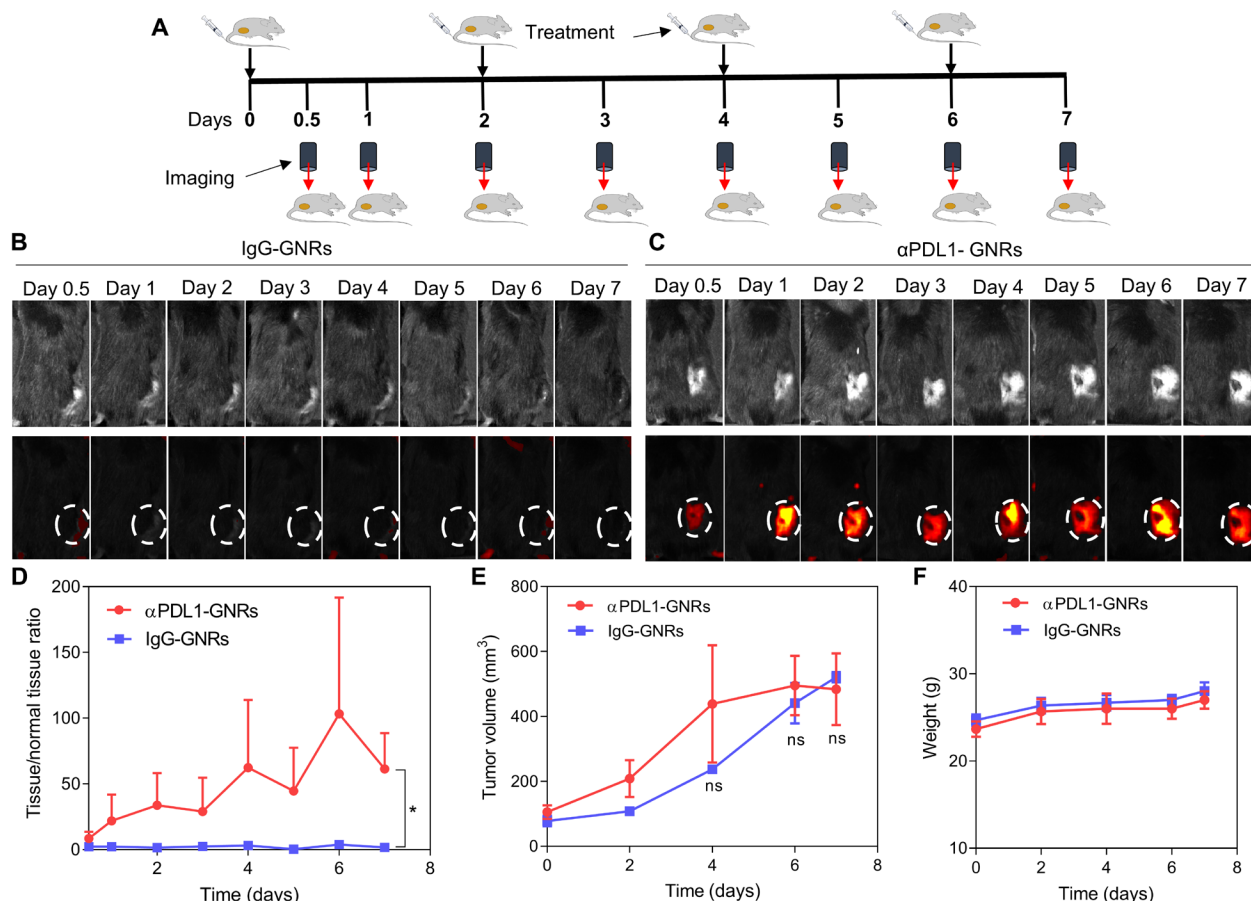 A
Treatment
Days 0 0.5 1 2 3 4 5 6 7
Imaging
B
IgG-GNRs
Day 0.5 Day 1 Day 2 Day 3 Day 4 Day 5 Day 6 Day 7
C
αPDL1- GNRs
Day 0.5 Day 1 Day 2 Day 3 Day 4 Day 5 Day 6 Day 7
D
Tissue/normal tissue ratio
200
150
100
50
0
αPDL1-GNRs
IgG-GNRs
*
2 4 6 8
Time (days)
E
Tumor volume (mm³)
800
600
400
200
0
αPDL1-GNRs
IgG-GNRs
ns
ns
ns
0 2 4 6 8
Time (days)
F
Weight (g)
40
30
20
10
αPDL1-GNRs
IgG-GNRs
0 2 4 6 8
Time (days)